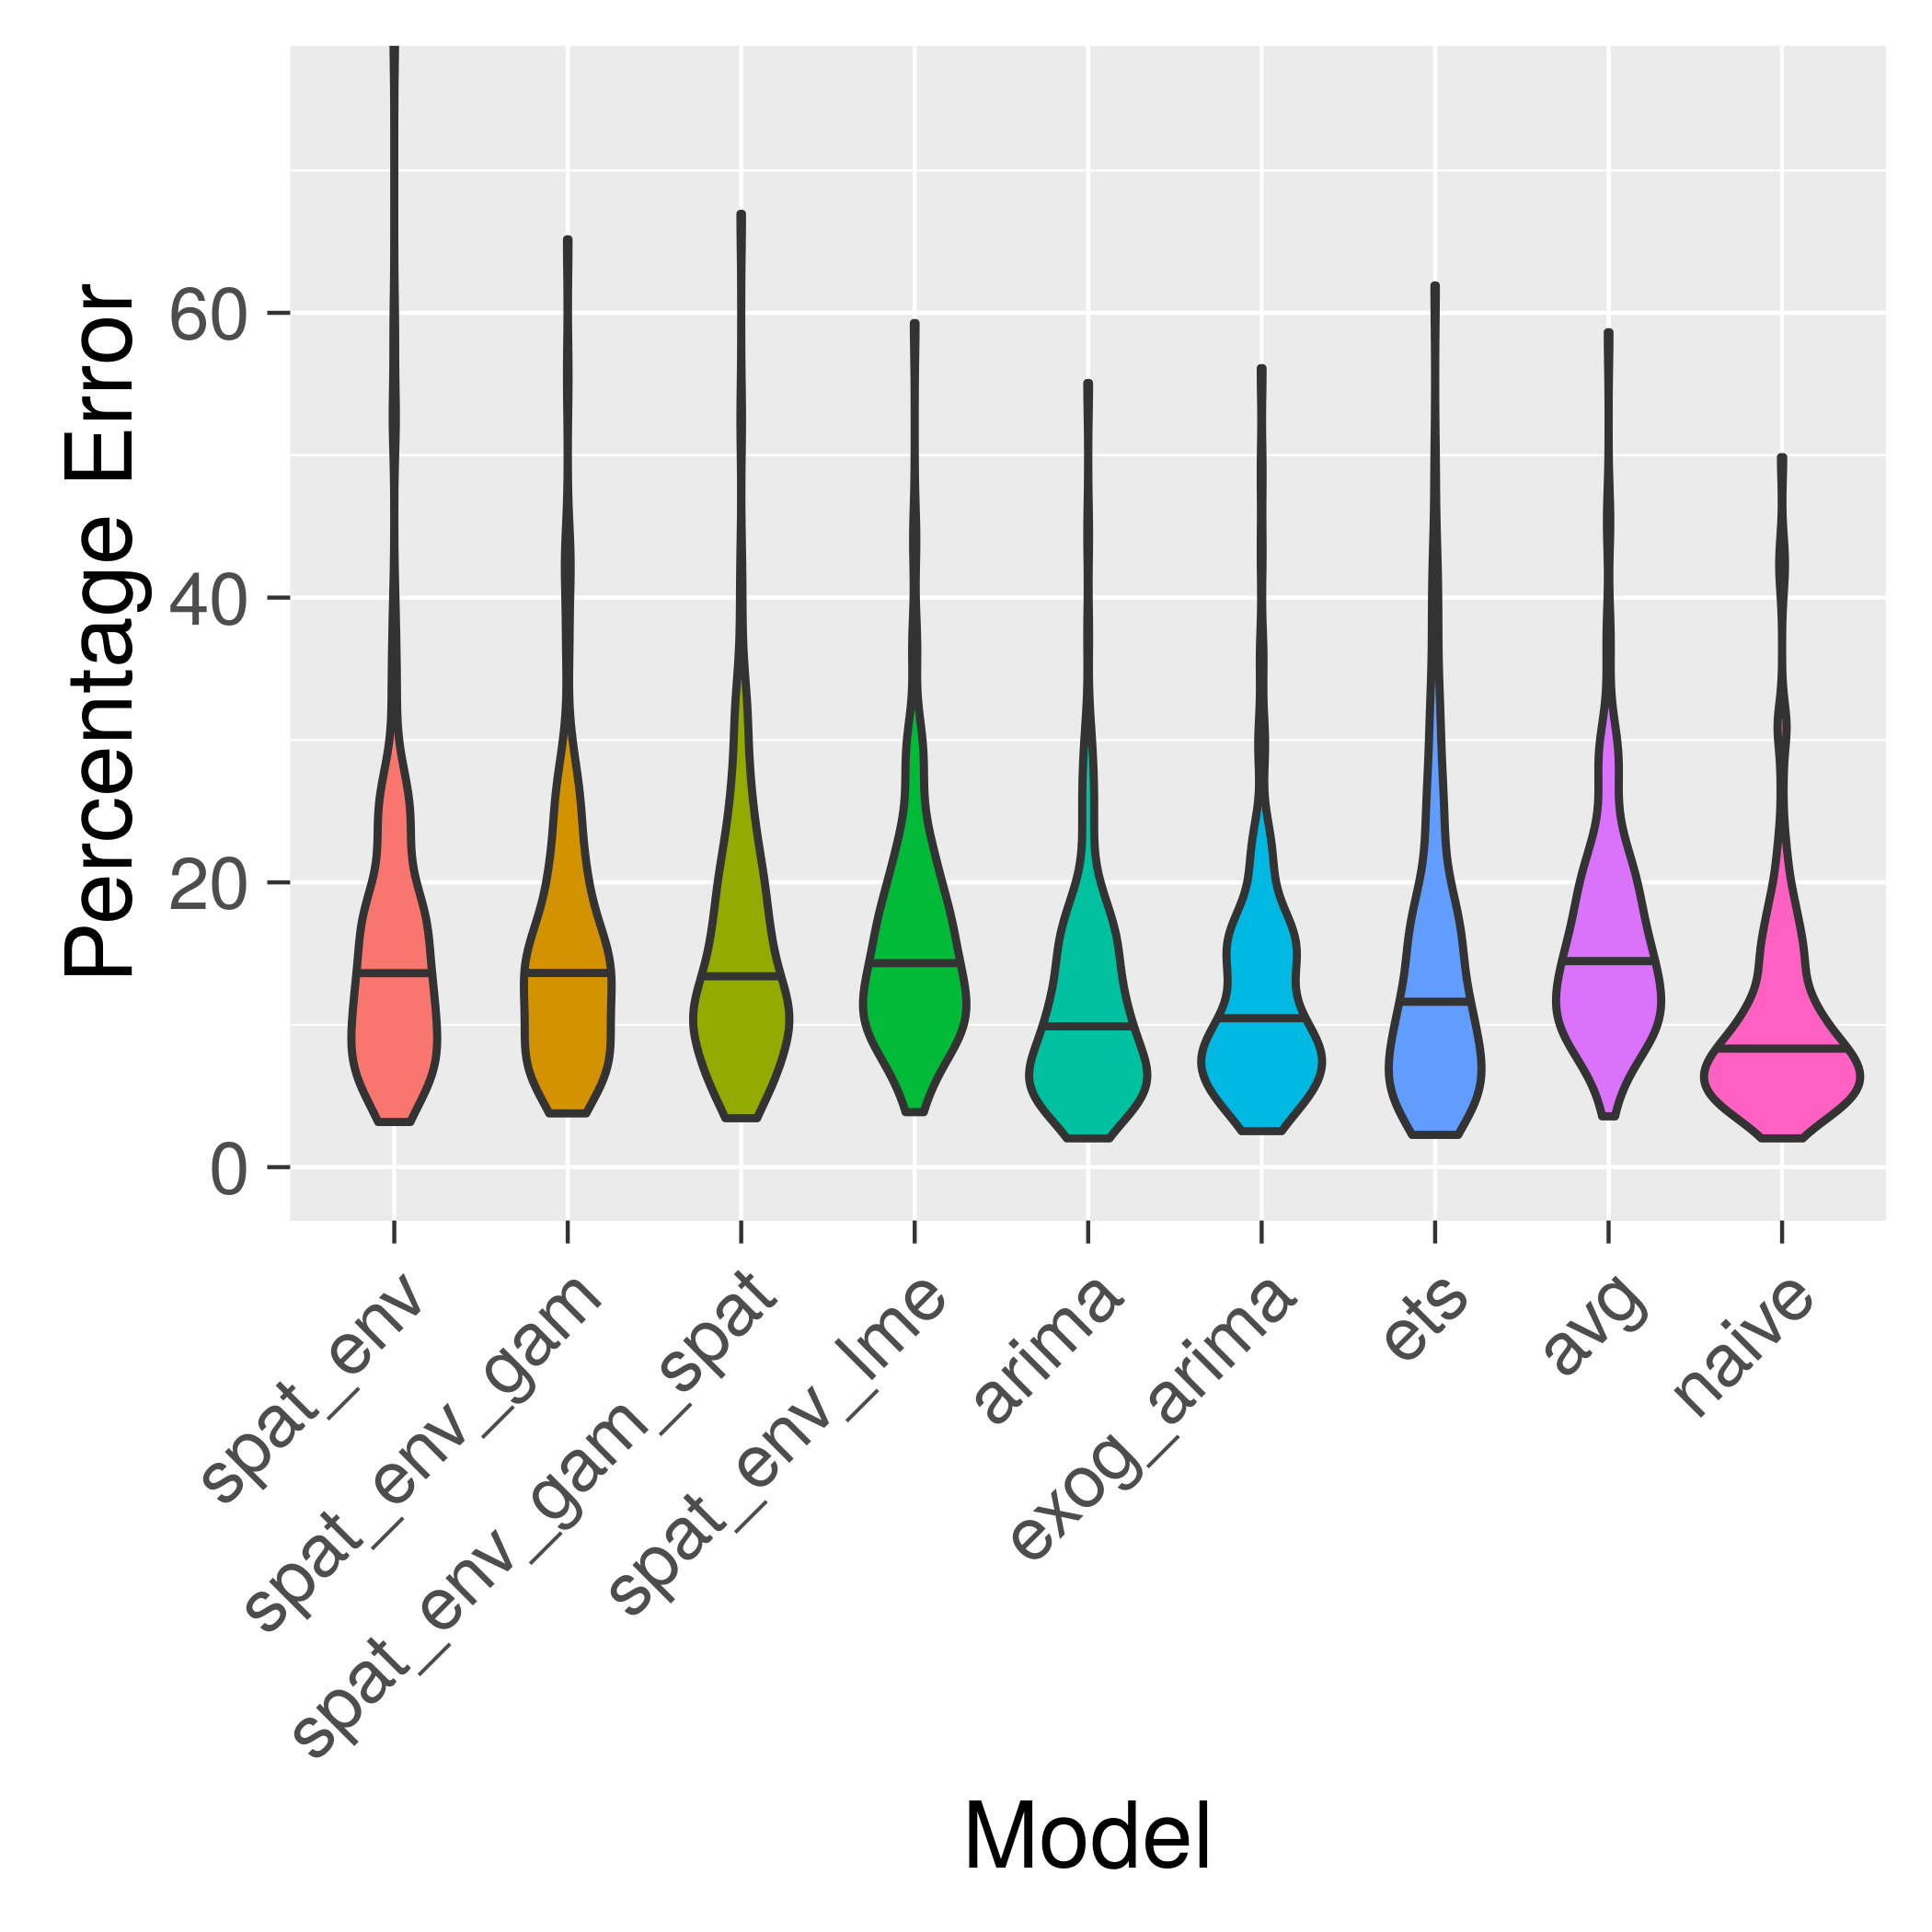 Percentage Error
60
40
20
0
spat_env
spat_env_gam
spat_env_gam_spat
spat_env_lme
arima
exog_arima
ets
avg
naive
Model